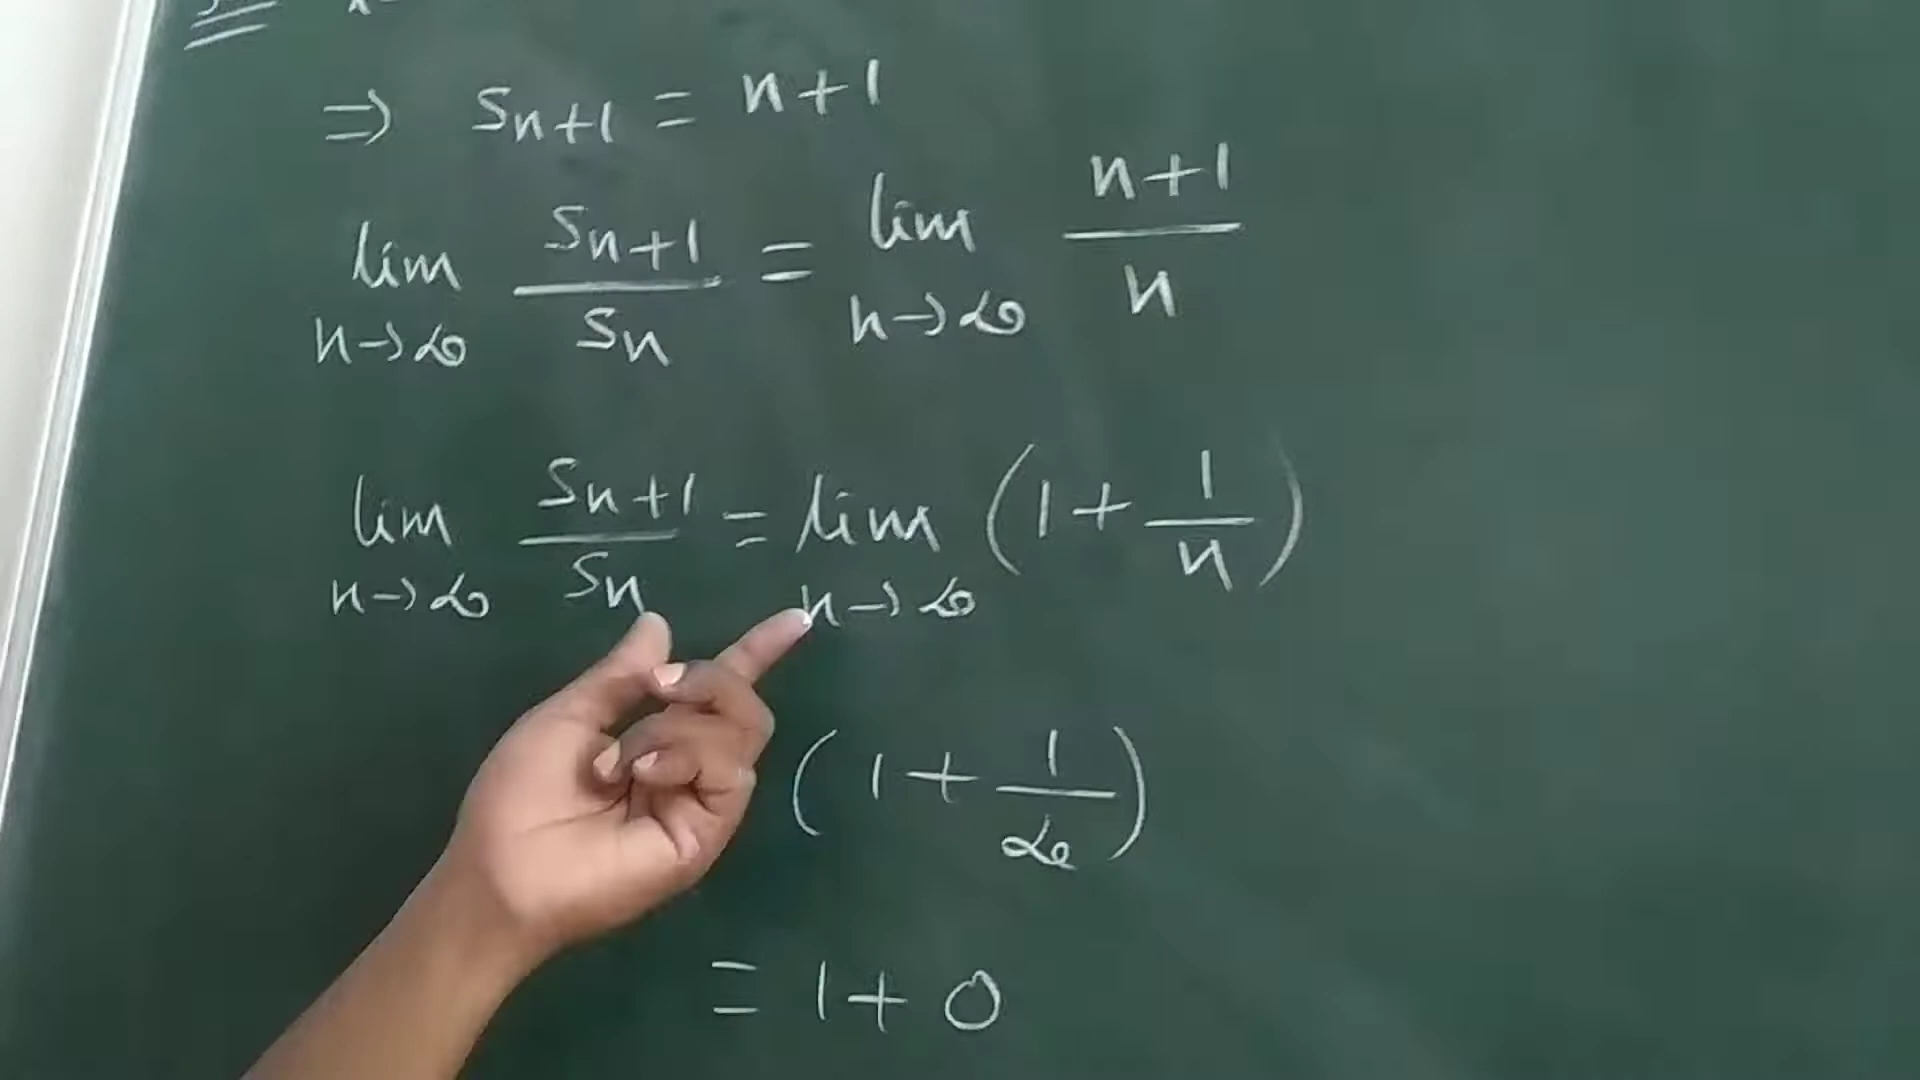 ⇒ Sn+1 = n+1
lim n→∞ Sn+1 / Sn = lim n→∞ n+1 / n
lim n→∞ Sn+1 / Sn = lim n→∞ (1 + 1/n)
(1 + 1/∞)
= 1 + 0